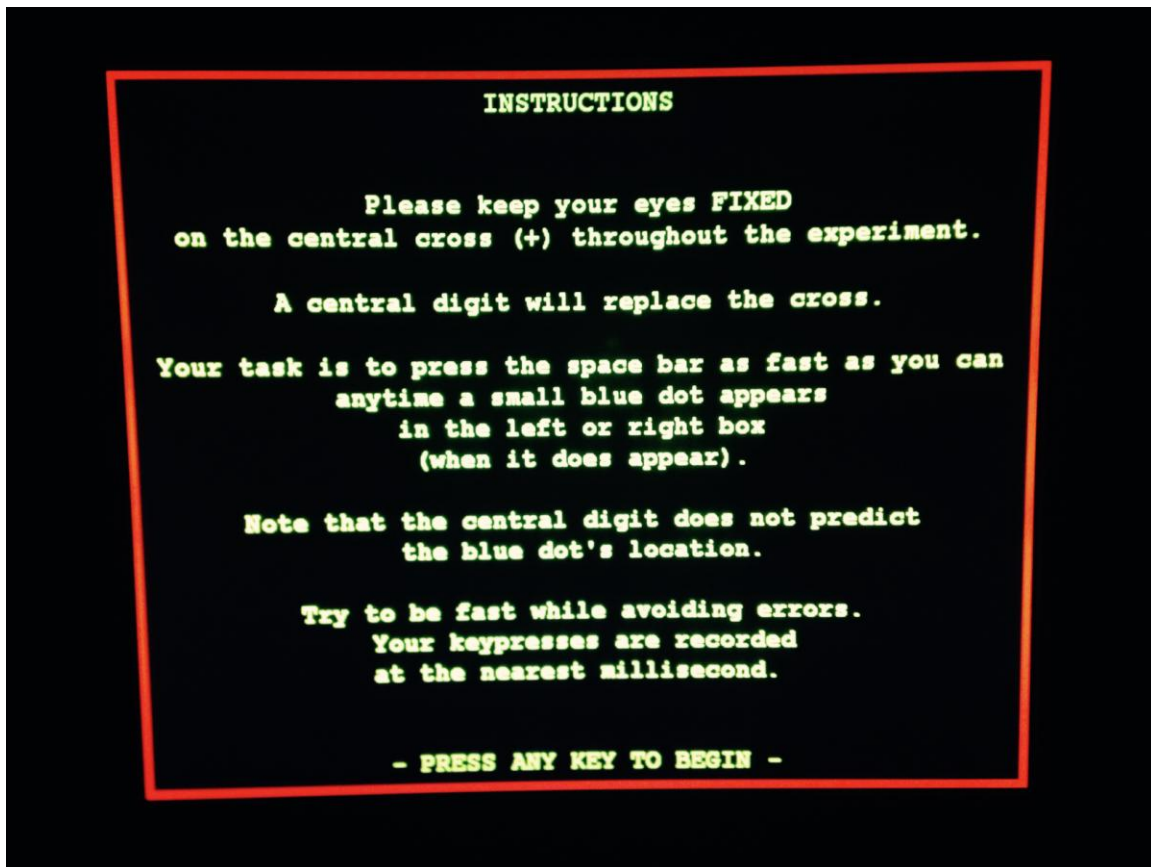 INSTRUCTIONS
Please keep your eyes FIXED
on the central cross (+) throughout the experiment.
A central digit will replace the cross.
Your task is to press the space bar as fast as you can
anytime a small blue dot appears
in the left or right box
(when it does appear).
Note that the central digit does not predict
the blue dot's location.
Try to be fast while avoiding errors.
Your keypresses are recorded
at the nearest millisecond.
- PRESS ANY KEY TO BEGIN -